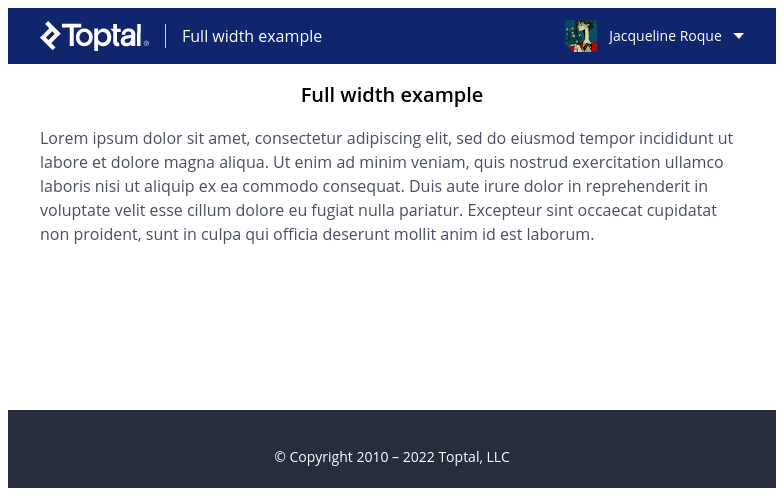 Toptal® Full width example Jacqueline Roque
Full width example
Lorem ipsum dolor sit amet, consectetur adipiscing elit, sed do eiusmod tempor incididunt ut
labore et dolore magna aliqua. Ut enim ad minim veniam, quis nostrud exercitation ullamco
laboris nisi ut aliquip ex ea commodo consequat. Duis aute irure dolor in reprehenderit in
voluptate velit esse cillum dolore eu fugiat nulla pariatur. Excepteur sint occaecat cupidatat
non proident, sunt in culpa qui officia deserunt mollit anim id est laborum.
© Copyright 2010 – 2022 Toptal, LLC